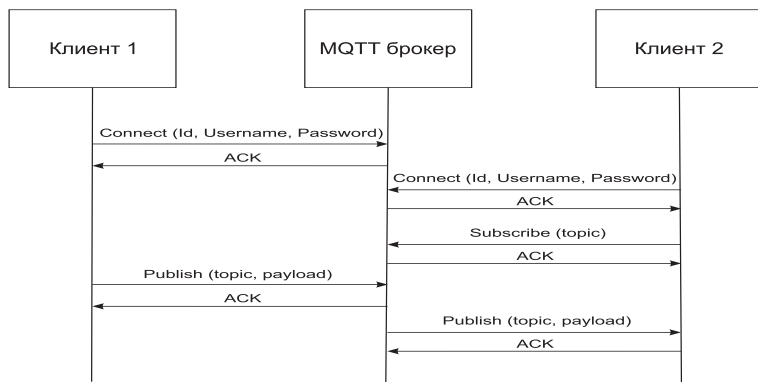 Клиент 1
MQTT брокер
Клиент 2
Connect (Id, Username, Password)
ACK
Connect (Id, Username, Password)
ACK
Subscribe (topic)
ACK
Publish (topic, payload)
ACK
Publish (topic, payload)
ACK